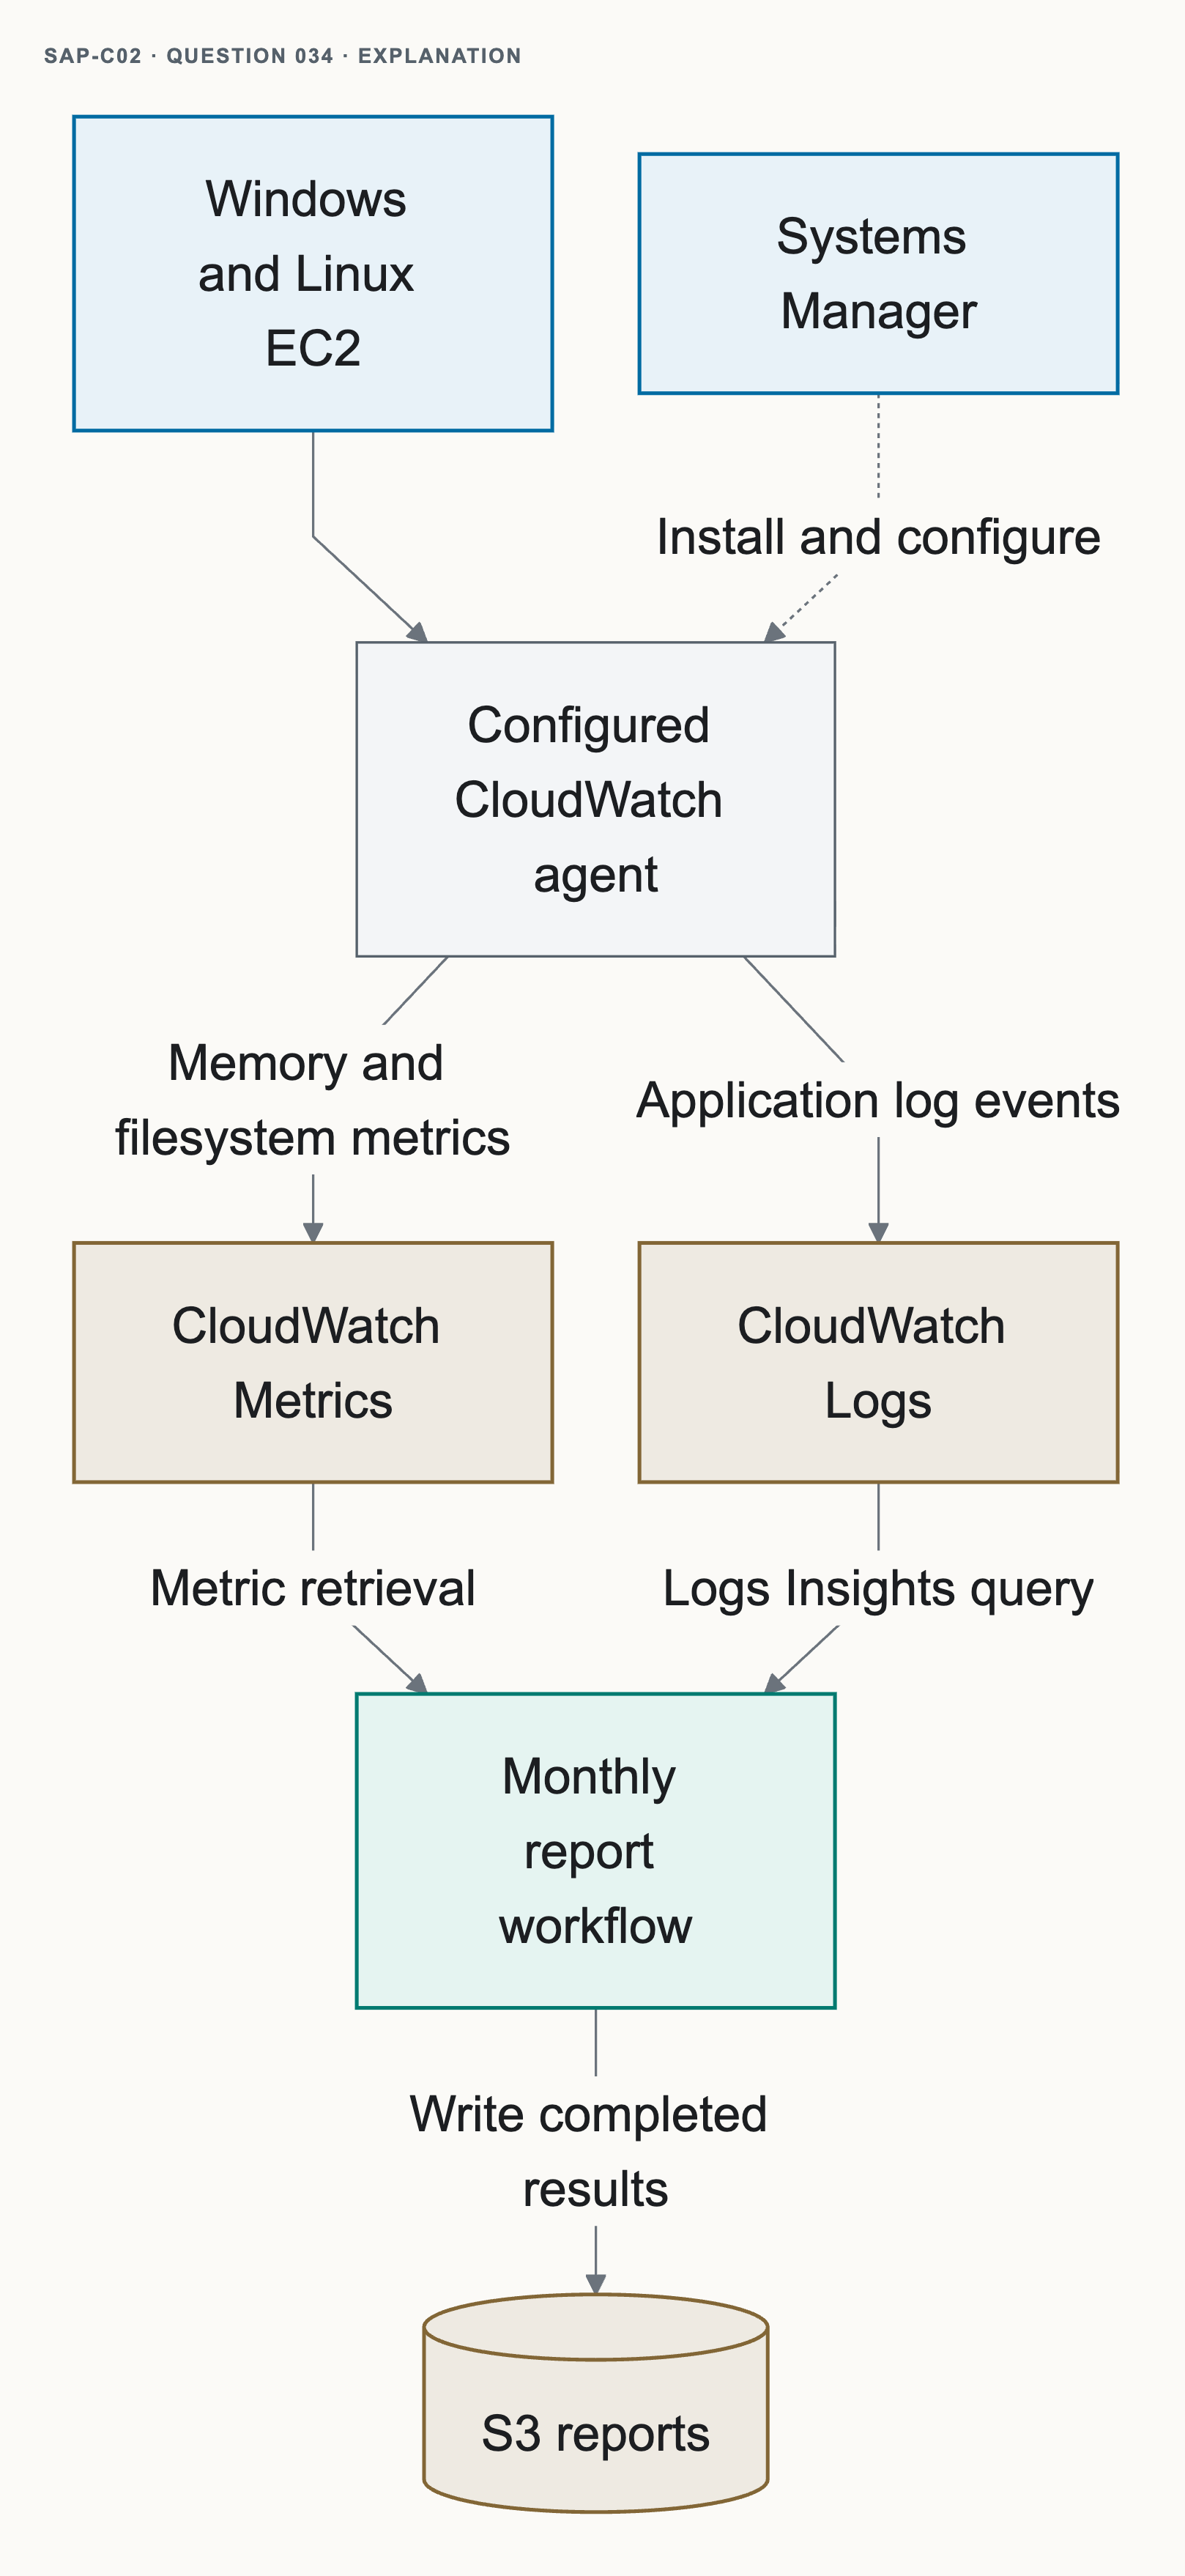 SAP-C02 · QUESTION 034 · EXPLANATION
Windows
and Linux
EC2
Systems
Manager
Install and configure
Configured
CloudWatch
agent
Memory and
filesystem metrics
Application log events
CloudWatch
Metrics
CloudWatch
Logs
Metric retrieval
Logs Insights query
Monthly
report
workflow
Write completed
results
S3 reports